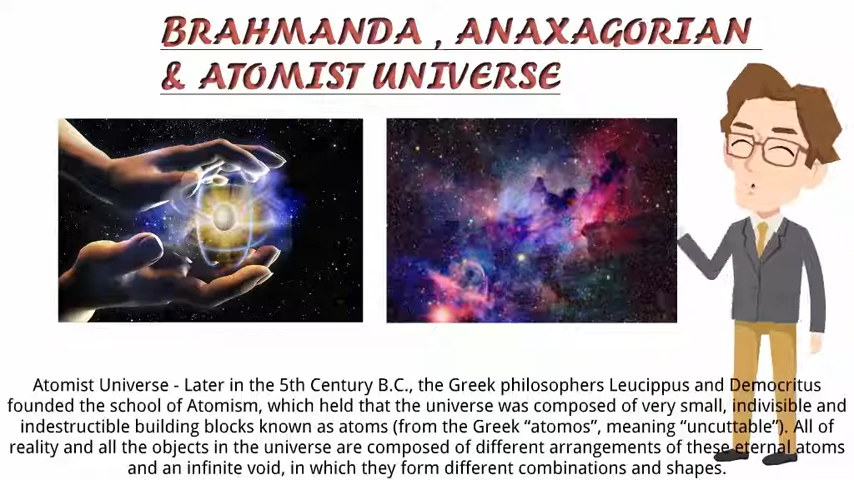 BRAHMANDA , ANAXAGORIAN
& ATOMIST UNIVERSE
Atomist Universe - Later in the 5th Century B.C., the Greek philosophers Leucippus and Democritus
founded the school of Atomism, which held that the universe was composed of very small, indivisible and
indestructible building blocks known as atoms (from the Greek “atomos”, meaning “uncuttable”). All of
reality and all the objects in the universe are composed of different arrangements of these eternal atoms
and an infinite void, in which they form different combinations and shapes.